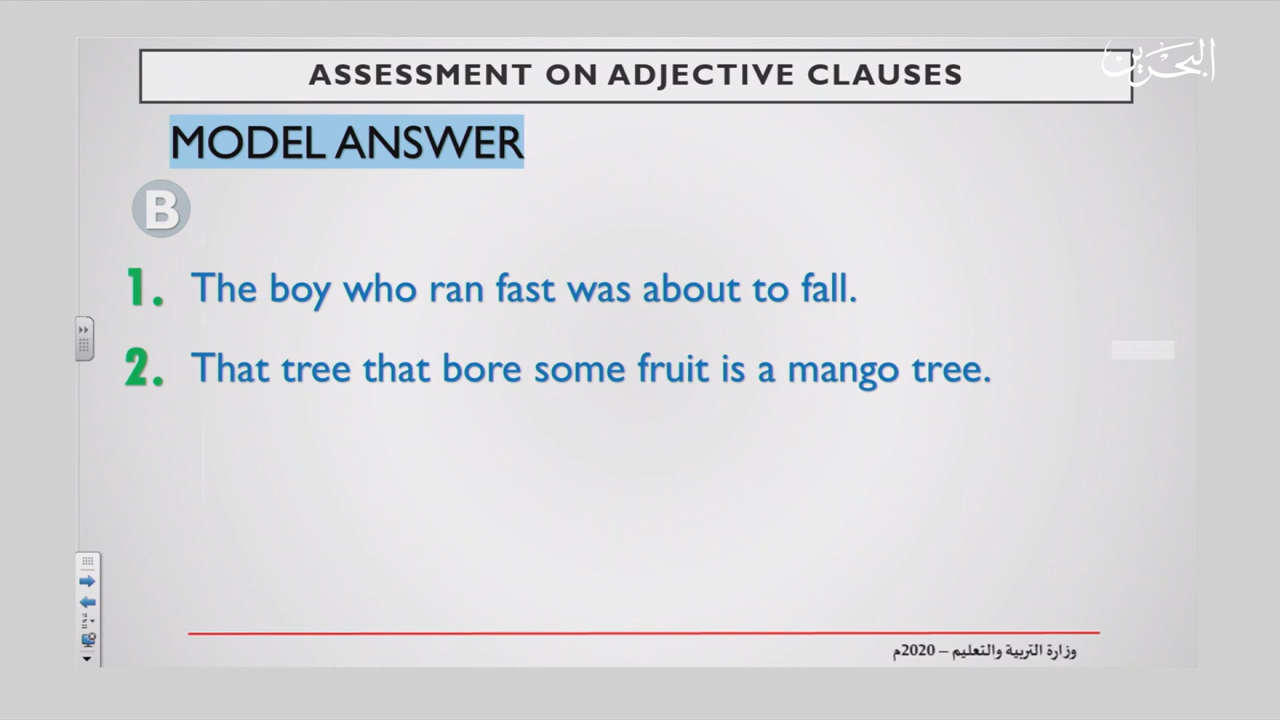 ASSESSMENT ON ADJECTIVE CLAUSES
البحرين
MODEL ANSWER
B
1. The boy who ran fast was about to fall.
2. That tree that bore some fruit is a mango tree.
وزارة التربية والتعليم – 2020م